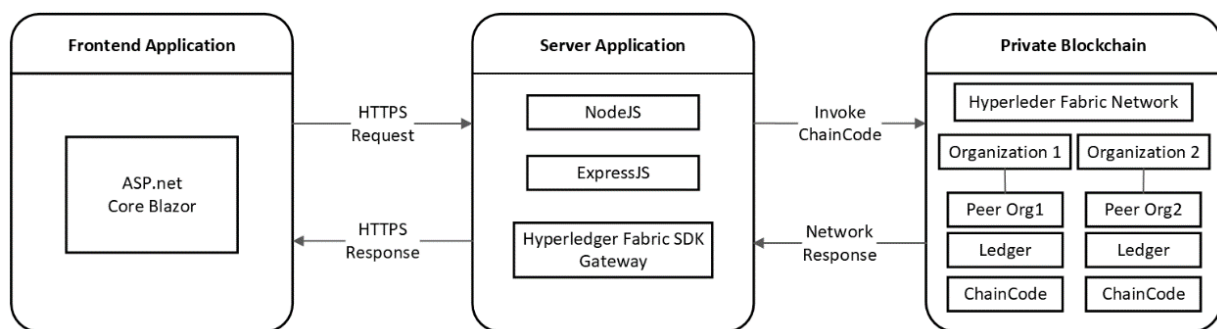 Frontend Application
ASP.net
Core Blazor
HTTPS
Request
HTTPS
Response
Server Application
NodeJS
ExpressJS
Hyperledger Fabric SDK
Gateway
Invoke
ChainCode
Network
Response
Private Blockchain
Hyperleder Fabric Network
Organization 1
Organization 2
Peer Org1
Peer Org2
Ledger
Ledger
ChainCode
ChainCode